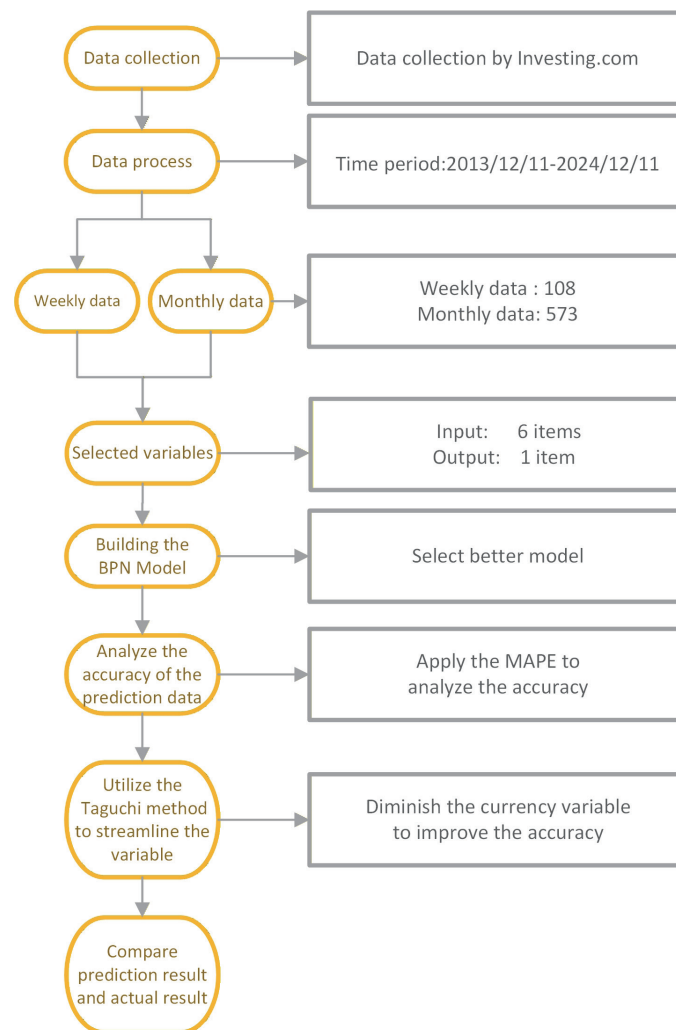 Data collection
Data collection by Investing.com
Data process
Time period:2013/12/11-2024/12/11
Weekly data
Monthly data
Weekly data : 108
Monthly data: 573
Selected variables
Input: 6 items
Output: 1 item
Building the
BPN Model
Select better model
Analyze the
accuracy of the
prediction data
Apply the MAPE to
analyze the accuracy
Utilize the
Taguchi method
to streamline the
variable
Diminish the currency variable
to improve the accuracy
Compare
prediction result
and actual result